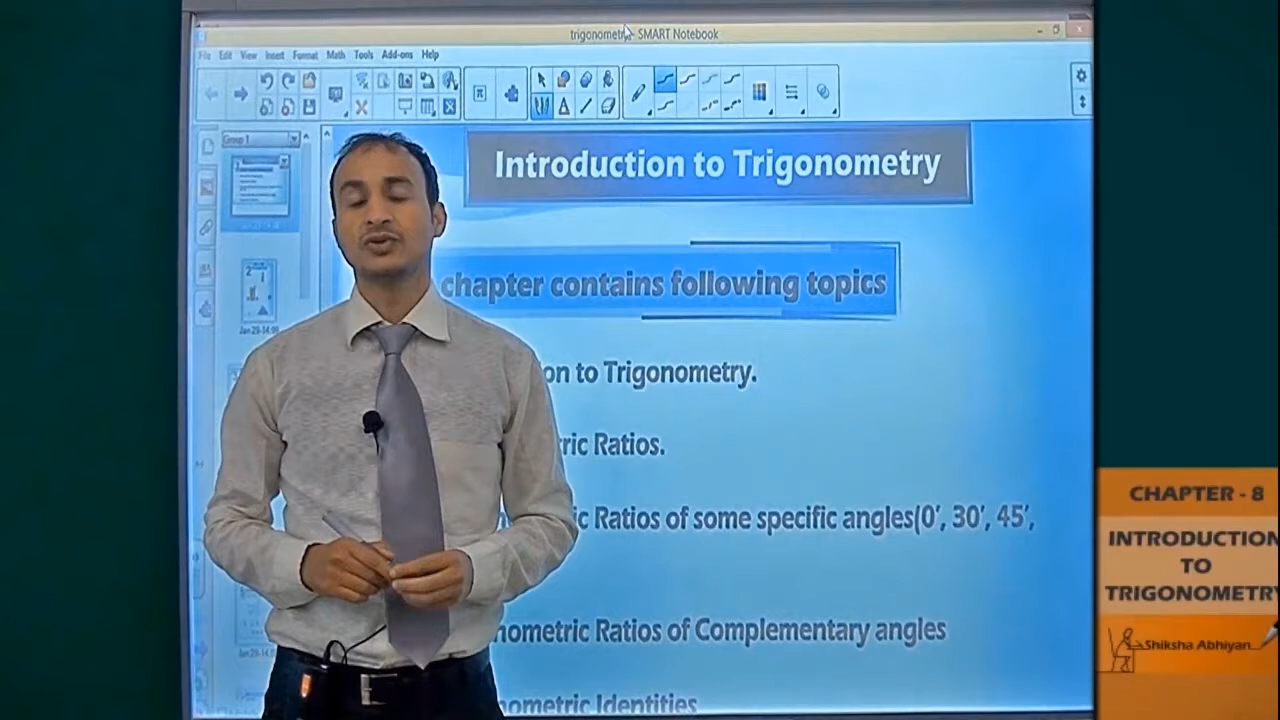 trigonometry - SMART Notebook
File Edit View Insert Format Math Tools Add-ons Help
Group 1
Introduction to Trigonometry
chapter contains following topics
on to Trigonometry.
ric Ratios.
ic Ratios of some specific angles(0', 30', 45',
nometric Ratios of Complementary angles
nometric Identities
CHAPTER - 8
INTRODUCTION
TO
TRIGONOMETRY
Shiksha Abhiyan